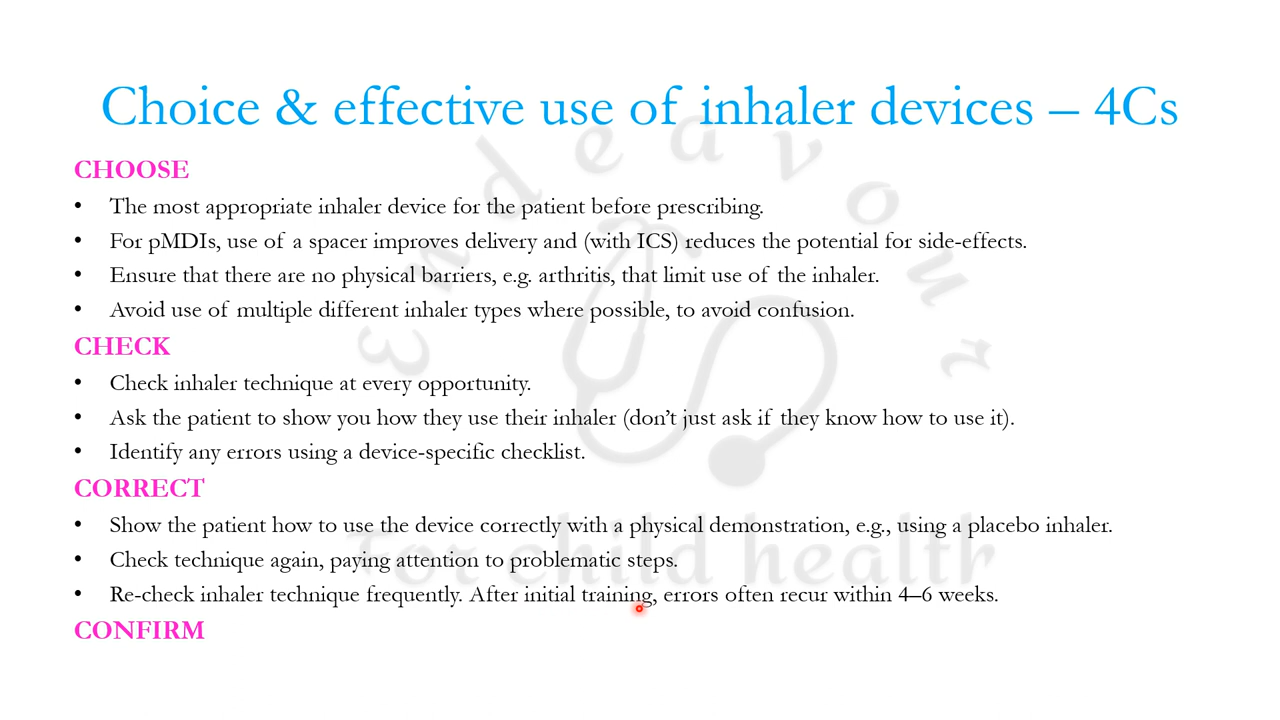 Choice & effective use of inhaler devices – 4Cs
CHOOSE
• The most appropriate inhaler device for the patient before prescribing.
• For pMDIs, use of a spacer improves delivery and (with ICS) reduces the potential for side-effects.
• Ensure that there are no physical barriers, e.g. arthritis, that limit use of the inhaler.
• Avoid use of multiple different inhaler types where possible, to avoid confusion.
CHECK
• Check inhaler technique at every opportunity.
• Ask the patient to show you how they use their inhaler (don’t just ask if they know how to use it).
• Identify any errors using a device-specific checklist.
CORRECT
• Show the patient how to use the device correctly with a physical demonstration, e.g., using a placebo inhaler.
• Check technique again, paying attention to problematic steps.
• Re-check inhaler technique frequently. After initial training, errors often recur within 4–6 weeks.
CONFIRM
Endeavour
For child health